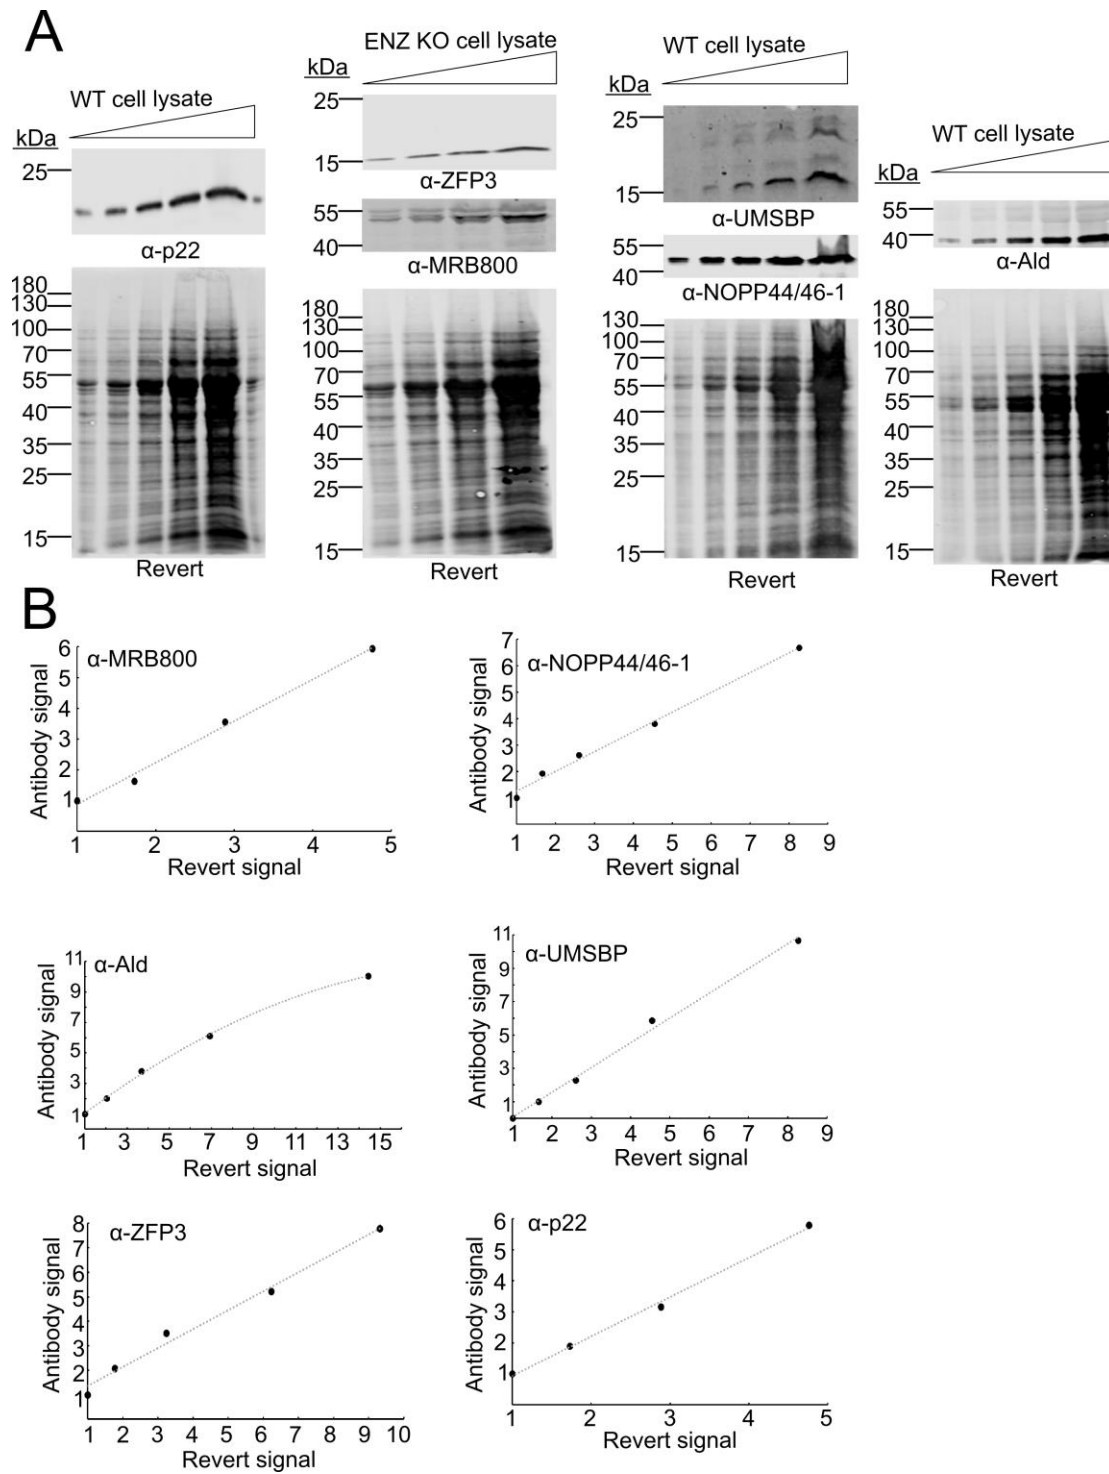 A
WT cell lysate
kDa
25
α-p22
180
130
100
70
55
40
25
15
Revert
ENZ KO cell lysate
kDa
25
15
α-ZFP3
55
40
α-MRB800
180
130
100
70
55
40
35
25
15
Revert
WT cell lysate
kDa
25
15
α-UMSBP
55
40
α-NOPP44/46-1
130
100
70
55
40
35
25
15
Revert
WT cell lysate
kDa
55
40
α-Ald
180
130
100
70
55
40
35
25
15
Revert
B
α-MRB800
Antibody signal
6
5
4
3
2
1
1 2 3 4 5
Revert signal
α-NOPP44/46-1
Antibody signal
7
6
5
4
3
2
1
1 2 3 4 5 6 7 8 9
Revert signal
α-Ald
Antibody signal
11
9
7
5
3
1
1 3 5 7 9 11 13 15
Revert signal
α-UMSBP
Antibody signal
11
9
7
5
3
1
1 2 3 4 5 6 7 8 9
Revert signal
α-ZFP3
Antibody signal
8
7
6
5
4
3
2
1
1 2 3 4 5 6 7 8 9 10
Revert signal
α-p22
Antibody signal
6
5
4
3
2
1
1 2 3 4 5
Revert signal